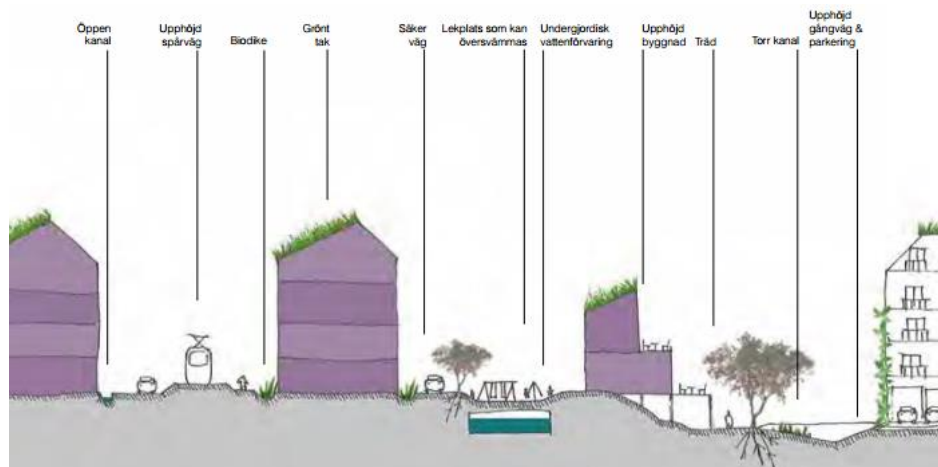 Öppen
kanal
Upphöjd
spårväg
Biodike
Grönt
tak
Säker
väg
Lekplats som kan
översvämmas
Undergjordisk
vattenförvaring
Upphöjd
byggnad
Träd
Torr kanal
Upphöjd
gångväg &
parkering